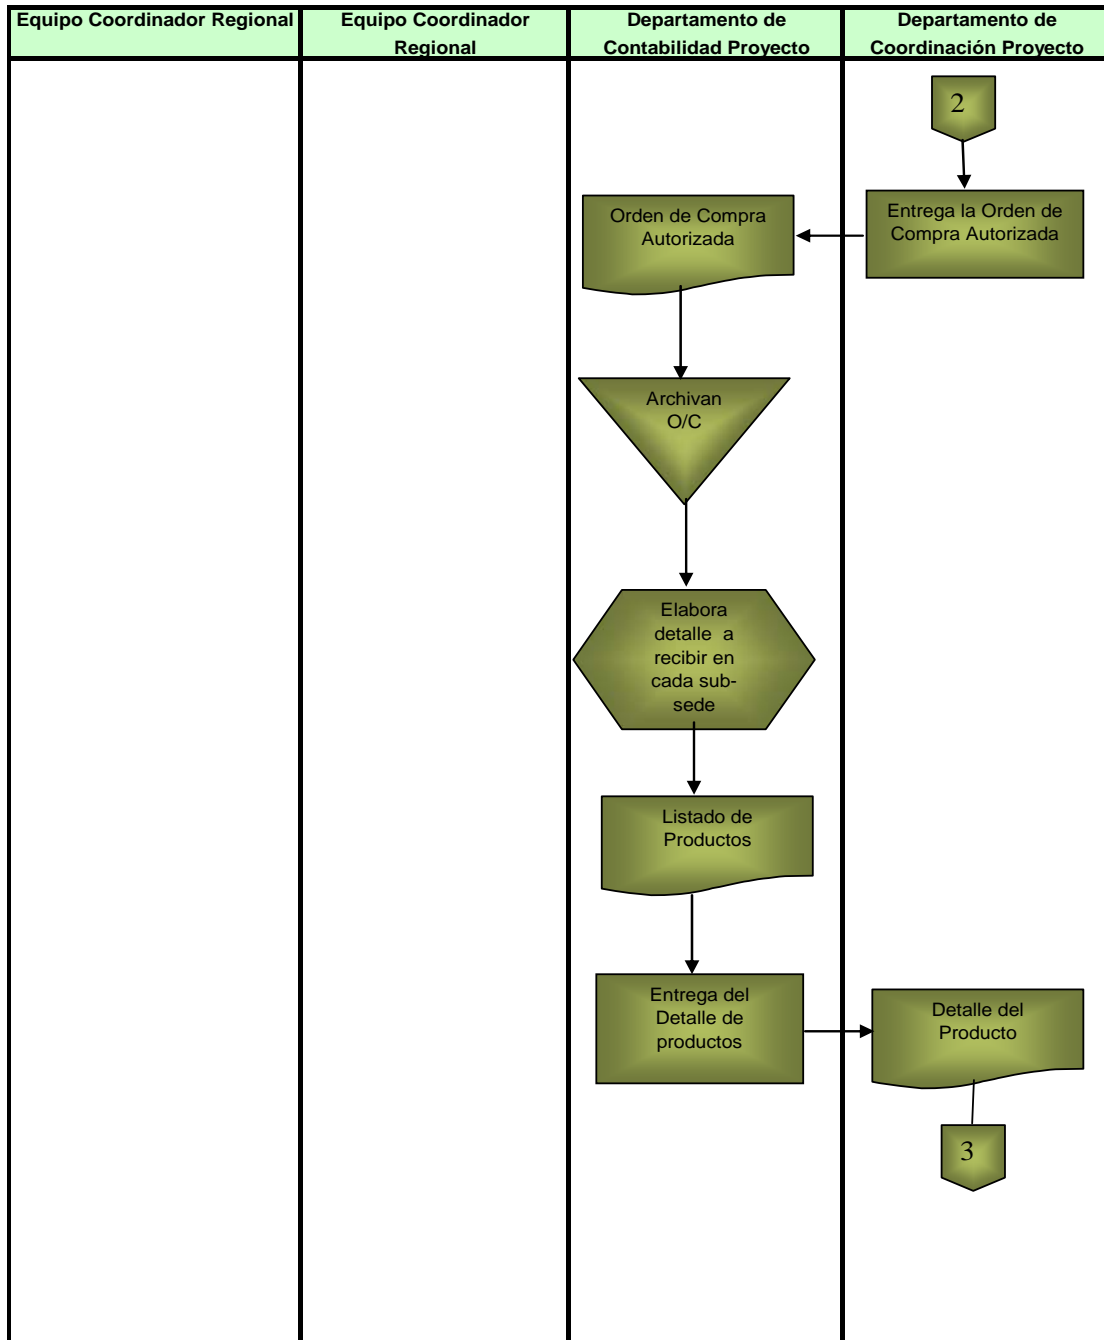 Equipo Coordinador Regional
Equipo Coordinador
Regional
Departamento de
Contabilidad Proyecto
Departamento de
Coordinación Proyecto
2
Entrega la Orden de
Compra Autorizada
Orden de Compra
Autorizada
Archivan
O/C
Elabora
detalle a
recibir en
cada sub-
sede
Listado de
Productos
Entrega del
Detalle de
productos
Detalle del
Producto
3